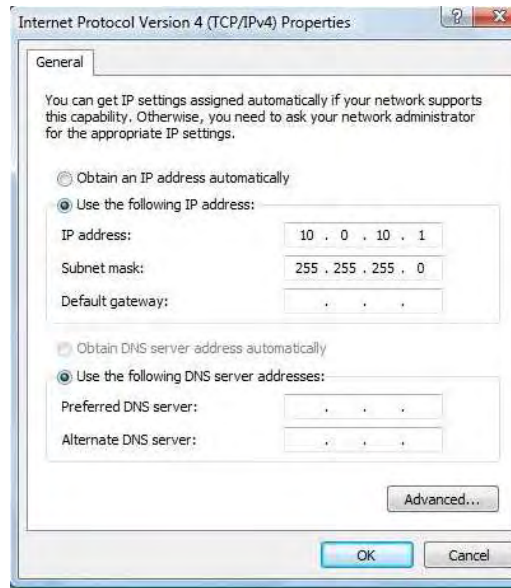 Internet Protocol Version 4 (TCP/IPv4) Properties
General
You can get IP settings assigned automatically if your network supports
this capability. Otherwise, you need to ask your network administrator
for the appropriate IP settings.
Obtain an IP address automatically
Use the following IP address:
IP address: 10 . 0 . 10 . 1
Subnet mask: 255 . 255 . 255 . 0
Default gateway: . . .
Obtain DNS server address automatically
Use the following DNS server addresses:
Preferred DNS server: . . .
Alternate DNS server: . . .
Advanced...
OK Cancel